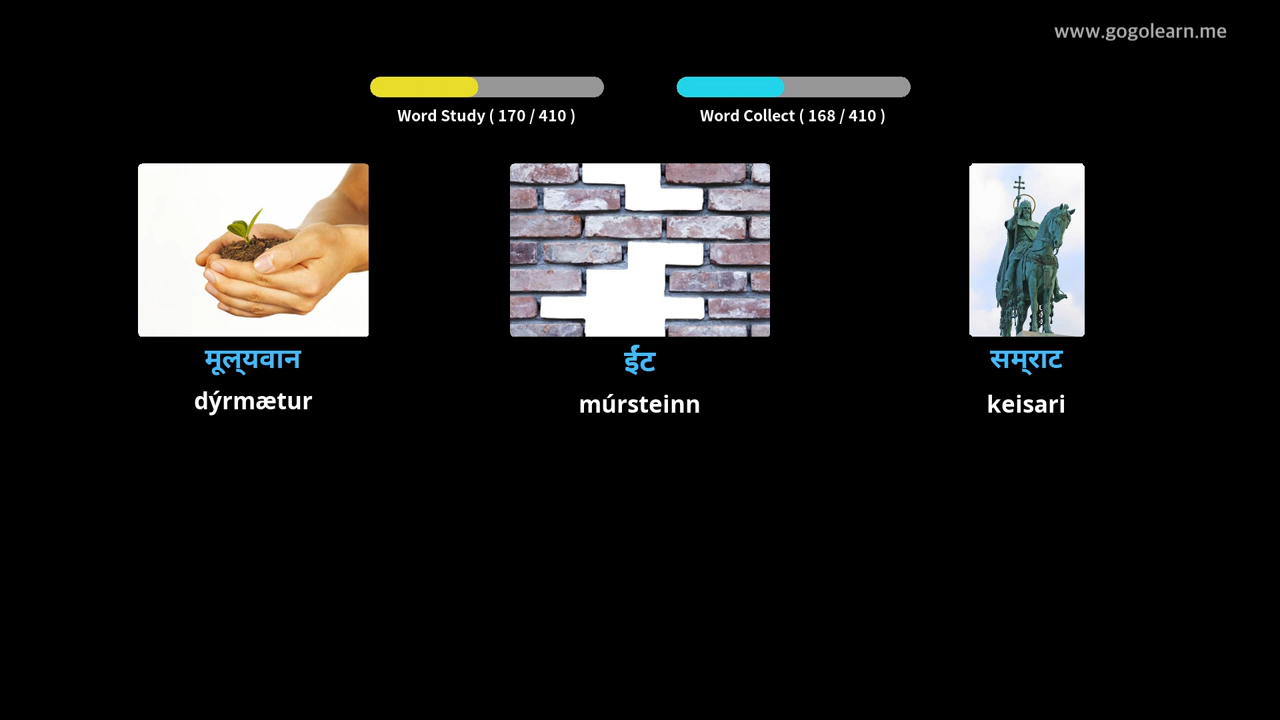 www.gogolearn.me
Word Study ( 170 / 410 )
Word Collect ( 168 / 410 )
मूल्‌यवान
ईंट
सम्‌राट
dýrmætur
múrsteinn
keisari